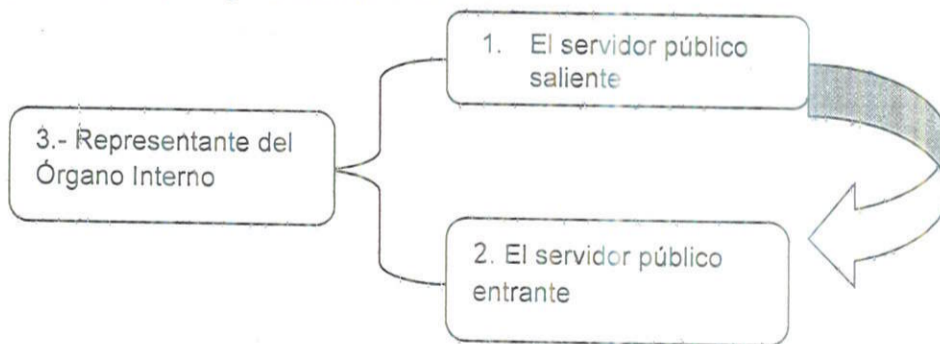 1. El servidor público
saliente
3.- Representante del
Órgano Interno
2. El servidor público
entrante